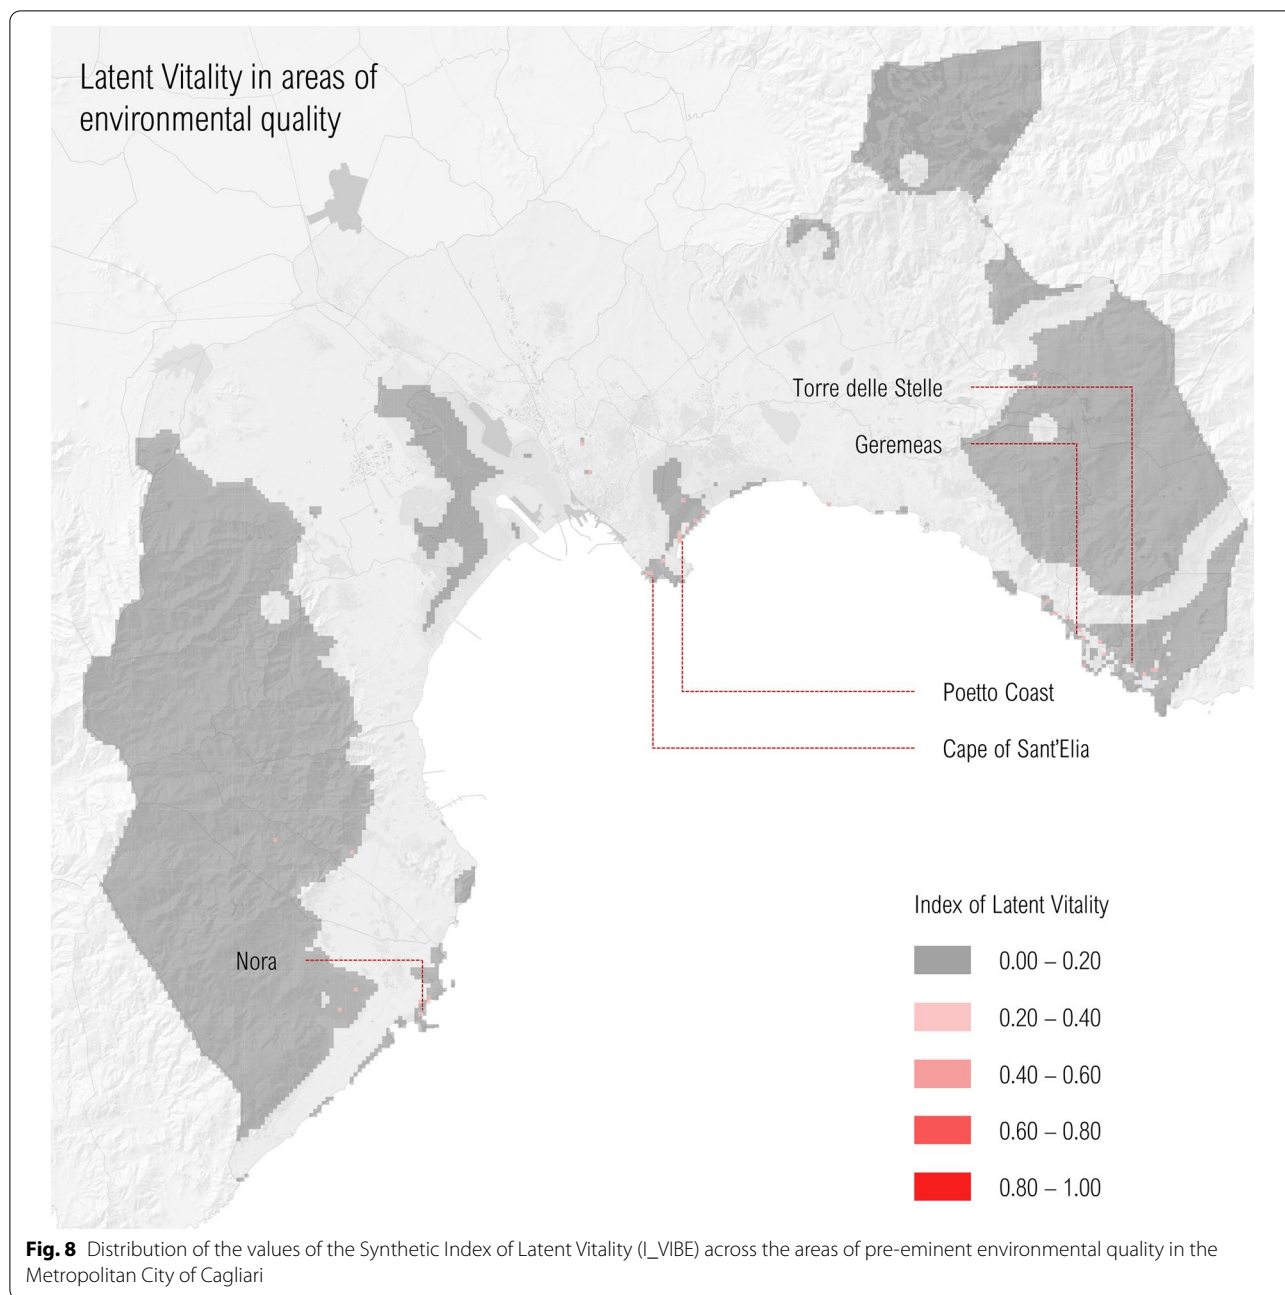 Latent Vitality in areas of
environmental quality
Torre delle Stelle
Geremeas
Poetto Coast
Cape of Sant'Elia
Nora
Index of Latent Vitality
0.00 – 0.20
0.20 – 0.40
0.40 – 0.60
0.60 – 0.80
0.80 – 1.00
Fig. 8 Distribution of the values of the Synthetic Index of Latent Vitality (I_VIBE) across the areas of pre-eminent environmental quality in the
Metropolitan City of Cagliari